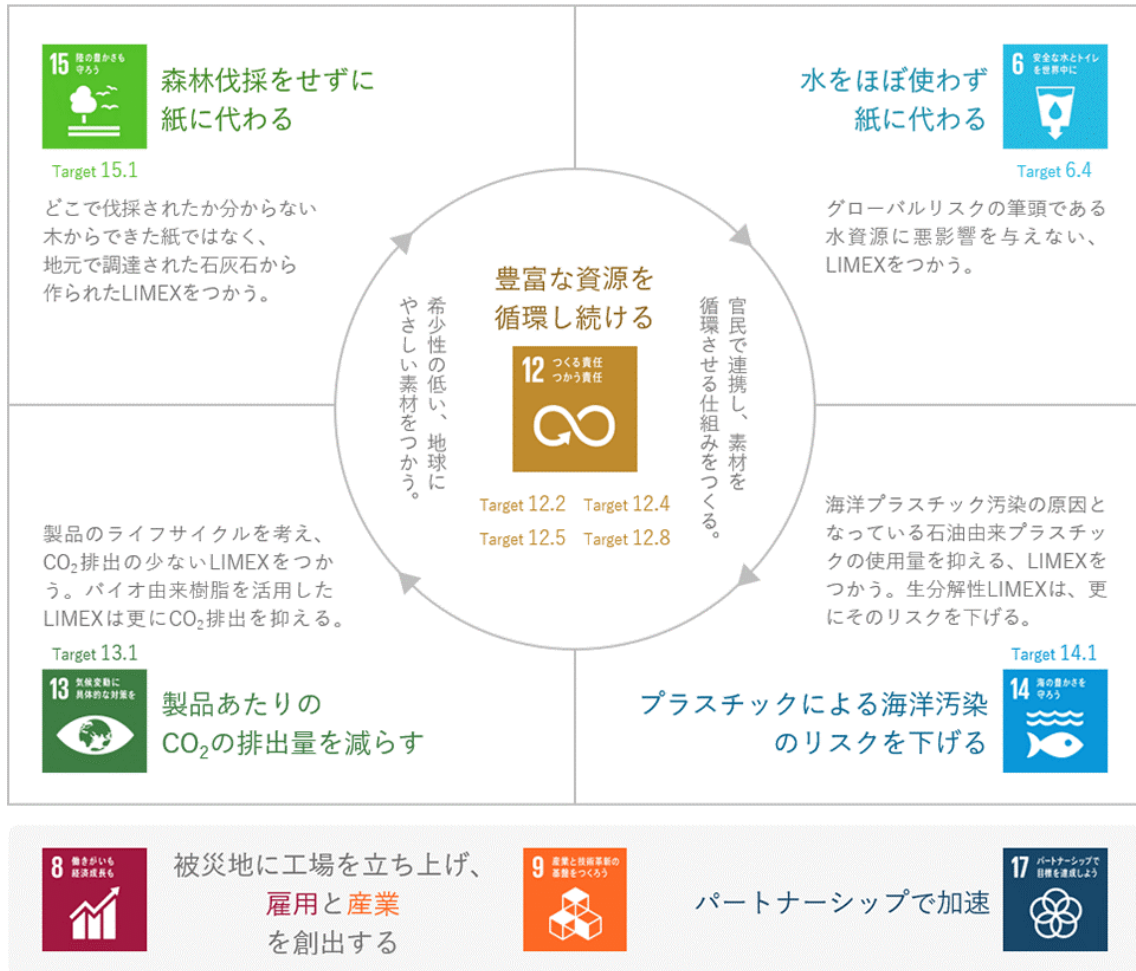 15 陸の豊かさも
守ろう
森林伐採をせずに
紙に代わる
Target 15.1
どこで伐採されたか分からない
木からできた紙ではなく、
地元で調達された石灰石から
作られたLIMEXをつかう。
水をほぼ使わず
紙に代わる
6 安全な水とトイレ
を世界中に
Target 6.4
グローバルリスクの筆頭である
水資源に悪影響を与えない、
LIMEXをつかう。
豊富な資源を
循環し続ける
12 つくる責任
つかう責任
Target 12.2 Target 12.4
Target 12.5 Target 12.8
官民で連携し、素材を
循環させる仕組みをつくる。
希少性の低い、地球に
やさしい素材をつかう。
製品のライフサイクルを考え、
CO₂排出の少ないLIMEXをつか
う。バイオ由来樹脂を活用した
LIMEXは更にCO₂排出を抑える。
Target 13.1
13 気候変動に
具体的な対策を
製品あたりの
CO₂の排出量を減らす
海洋プラスチック汚染の原因と
なっている石油由来プラスチッ
クの使用量を抑える、LIMEXを
つかう。生分解性LIMEXは、更
にそのリスクを下げる。
Target 14.1
プラスチックによる海洋汚染
のリスクを下げる
14 海の豊かさを
守ろう
8 働きがいも
経済成長も
被災地に工場を立ち上げ、
雇用と産業
を創出する
9 産業と技術革新の
基盤をつくろう
パートナーシップで加速
17 パートナーシップで
目標を達成しよう